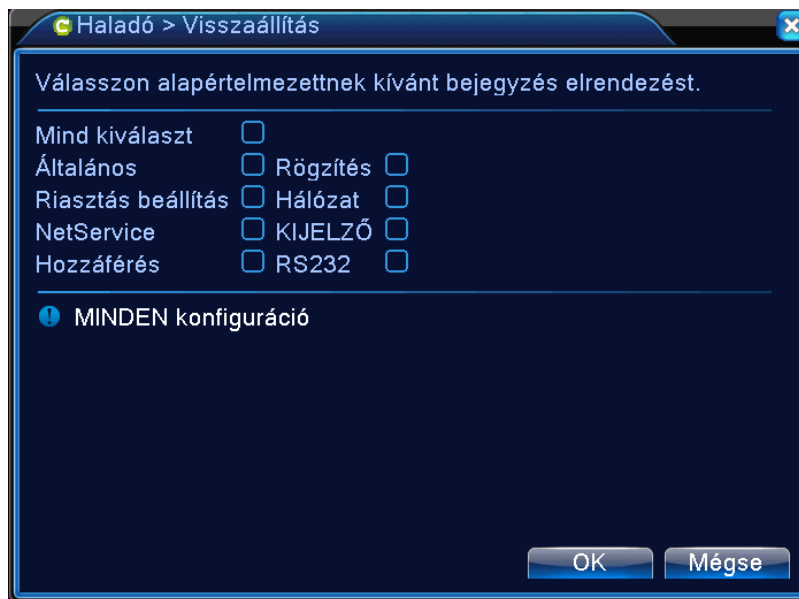 Haladó > Visszaállítás
Válasszon alapértelmezettnek kívánt bejegyzés elrendezést.
Mind kiválaszt
Általános Rögzítés
Riasztás beállítás Hálózat
NetService KIJELZŐ
Hozzáférés RS232
MINDEN konfiguráció
OK Mégse